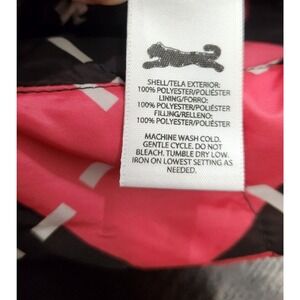 SHELL/TELA EXTERIOR:
100% POLYESTER/POLIÉSTER
LINING/FORRO:
100% POLYESTER/POLIÉSTER
FILLING/RELLENO:
100% POLYESTER/POLIÉSTER
MACHINE WASH COLD.
GENTLE CYCLE. DO NOT
BLEACH. TUMBLE DRY LOW.
IRON ON LOWEST SETTING AS
NEEDED.